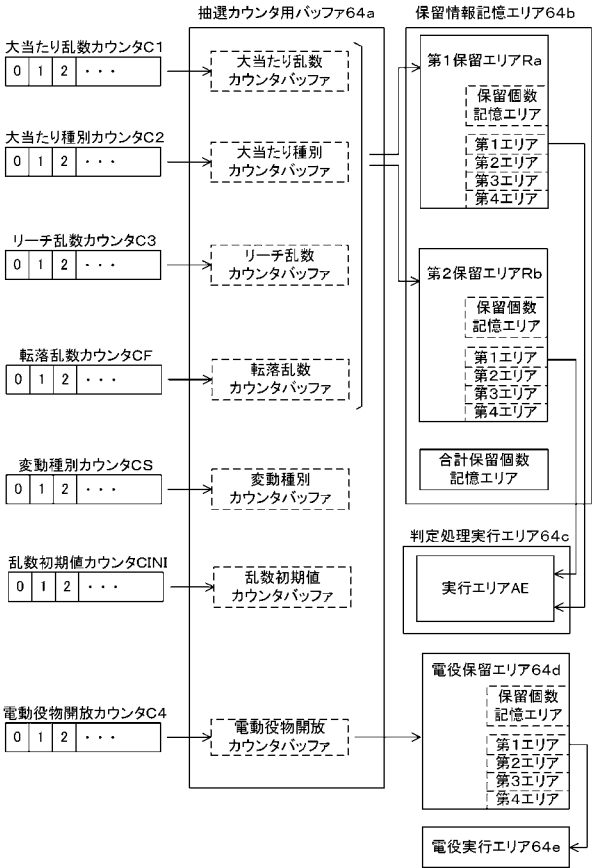 抽選カウンタ用バッファ64a
大当たり乱数カウンタC1
0 1 2 ・・・
大当たり乱数
カウンタバッファ
大当たり種別カウンタC2
0 1 2 ・・・
大当たり種別
カウンタバッファ
リーチ乱数カウンタC3
0 1 2 ・・・
リーチ乱数
カウンタバッファ
転落乱数カウンタCF
0 1 2 ・・・
転落乱数
カウンタバッファ
変動種別カウンタCS
0 1 2 ・・・
変動種別
カウンタバッファ
乱数初期値カウンタCINI
0 1 2 ・・・
乱数初期値
カウンタバッファ
電動役物開放カウンタC4
0 1 2 ・・・
電動役物開放
カウンタバッファ
保留情報記憶エリア64b
第1保留エリアRa
保留個数
記憶エリア
第1エリア
第2エリア
第3エリア
第4エリア
第2保留エリアRb
保留個数
記憶エリア
第1エリア
第2エリア
第3エリア
第4エリア
合計保留個数
記憶エリア
判定処理実行エリア64c
実行エリアAE
電役保留エリア64d
保留個数
記憶エリア
第1エリア
第2エリア
第3エリア
第4エリア
電役実行エリア64e